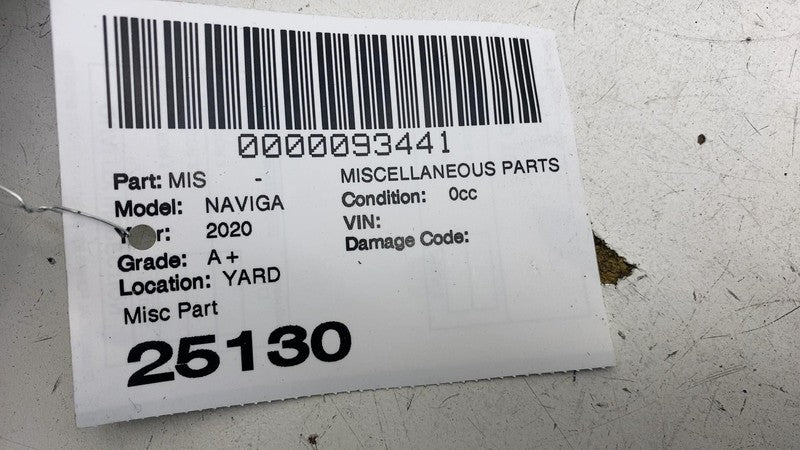 0000093441
Part: MIS - MISCELLANEOUS PARTS
Model: NAVIGA Condition: 0cc
2020 VIN:
Grade: A+ Damage Code:
Location: YARD
Misc Part
25130